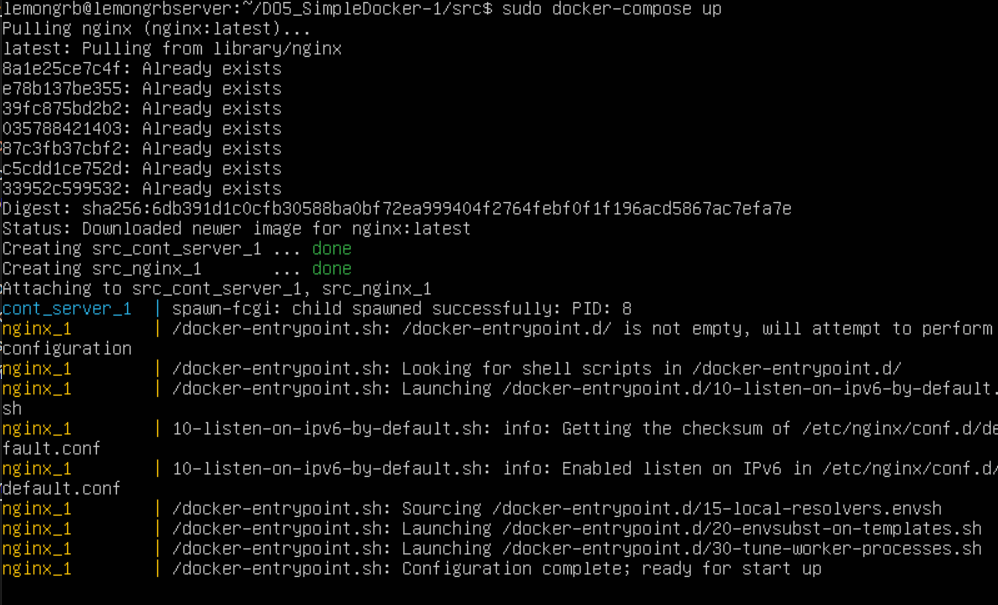 lemongrb@lemongrbserver:~/DO5_SimpleDocker-1/src$ sudo docker-compose up
Pulling nginx (nginx:latest)...
latest: Pulling from library/nginx
8a1e25ce7c4f: Already exists
e78b137be355: Already exists
39fc875bd2b2: Already exists
035788421403: Already exists
87c3fb37cbf2: Already exists
c5cdd1ce752d: Already exists
33952c599532: Already exists
Digest: sha256:6db391d1c0cfb30588ba0bf72ea999404f2764febf0f1f196acd5867ac7efa7e
Status: Downloaded newer image for nginx:latest
Creating src_cont_server_1 ... done
Creating src_nginx_1       ... done
Attaching to src_cont_server_1, src_nginx_1
cont_server_1  | spawn-fcgi: child spawned successfully: PID: 8
nginx_1        | /docker-entrypoint.sh: /docker-entrypoint.d/ is not empty, will attempt to perform
configuration
nginx_1        | /docker-entrypoint.sh: Looking for shell scripts in /docker-entrypoint.d/
nginx_1        | /docker-entrypoint.sh: Launching /docker-entrypoint.d/10-listen-on-ipv6-by-default.
sh
nginx_1        | 10-listen-on-ipv6-by-default.sh: info: Getting the checksum of /etc/nginx/conf.d/de
fault.conf
nginx_1        | 10-listen-on-ipv6-by-default.sh: info: Enabled listen on IPv6 in /etc/nginx/conf.d/
default.conf
nginx_1        | /docker-entrypoint.sh: Sourcing /docker-entrypoint.d/15-local-resolvers.envsh
nginx_1        | /docker-entrypoint.sh: Launching /docker-entrypoint.d/20-envsubst-on-templates.sh
nginx_1        | /docker-entrypoint.sh: Launching /docker-entrypoint.d/30-tune-worker-processes.sh
nginx_1        | /docker-entrypoint.sh: Configuration complete; ready for start up